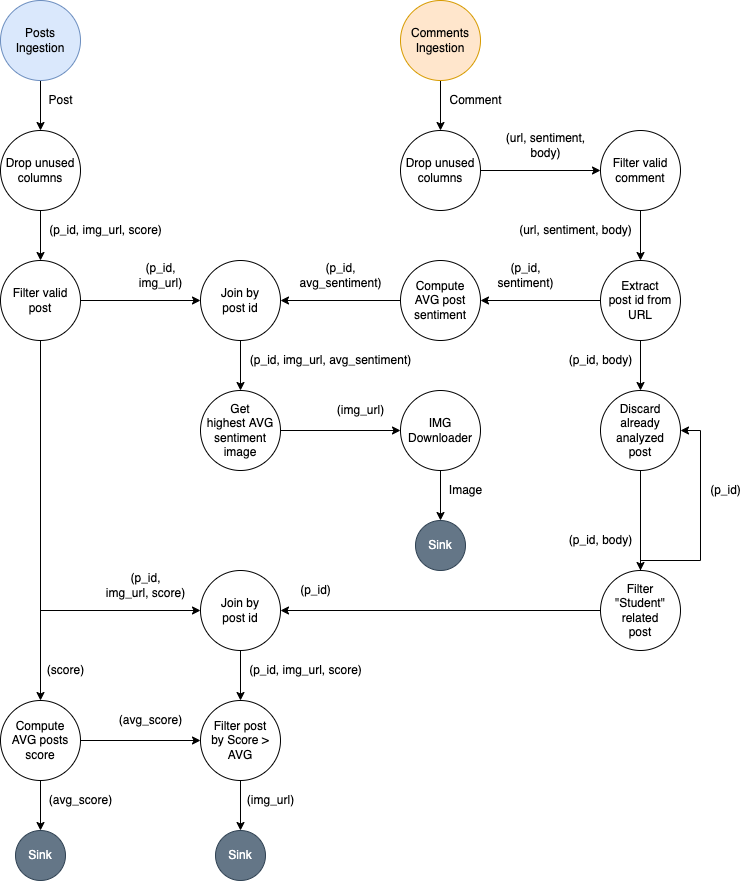 Posts
Ingestion
Comments
Ingestion
Post
Comment
Drop unused
columns
Drop unused
columns
(url, sentiment,
body)
Filter valid
comment
(p_id, img_url, score)
(url, sentiment, body)
Filter valid
post
(p_id,
img_url)
Join by
post id
(p_id,
avg_sentiment)
Compute
AVG post
sentiment
(p_id,
sentiment)
Extract
post id from
URL
(p_id, img_url, avg_sentiment)
(p_id, body)
Get
highest AVG
sentiment
image
(img_url)
IMG
Downloader
Discard
already
analyzed
post
(p_id)
Image
Sink
(p_id, body)
(p_id,
img_url, score)
Join by
post id
(p_id)
Filter
"Student"
related
post
(score)
(p_id, img_url, score)
Compute
AVG posts
score
(avg_score)
Filter post
by Score >
AVG
(avg_score)
(img_url)
Sink
Sink